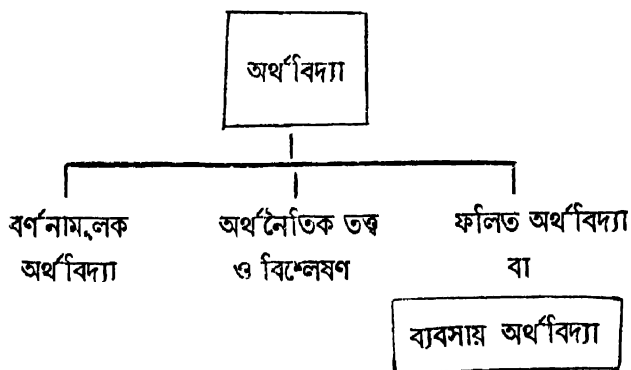 অর্থবিদ্যা
বর্ণনামূলক
অর্থবিদ্যা
অর্থনৈতিক তত্ত্ব
ও বিশ্লেষণ
ফলিত অর্থবিদ্যা
বা
ব্যবসায় অর্থবিদ্যা